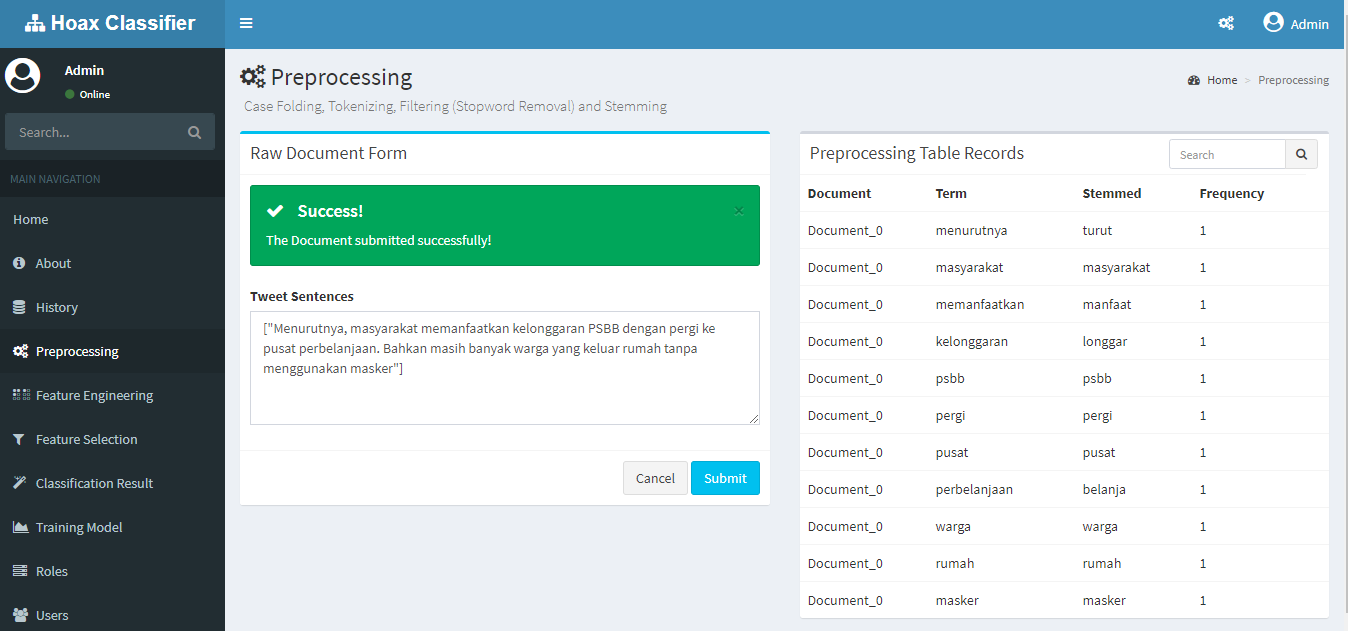 Hoax Classifier
Admin
Admin
Online
Search...
MAIN NAVIGATION
Home
About
History
Preprocessing
Feature Engineering
Feature Selection
Classification Result
Training Model
Roles
Users
Preprocessing
Home > Preprocessing
Case Folding, Tokenizing, Filtering (Stopword Removal) and Stemming
Raw Document Form
Success! ×
The Document submitted successfully!
Tweet Sentences
["Menurutnya, masyarakat memanfaatkan kelonggaran PSBB dengan pergi ke
pusat perbelanjaan. Bahkan masih banyak warga yang keluar rumah tanpa
menggunakan masker"]
Cancel Submit
Preprocessing Table Records Search
Document Term Stemmed Frequency
Document_0 menurutnya turut 1
Document_0 masyarakat masyarakat 1
Document_0 memanfaatkan manfaat 1
Document_0 kelonggaran longgar 1
Document_0 psbb psbb 1
Document_0 pergi pergi 1
Document_0 pusat pusat 1
Document_0 perbelanjaan belanja 1
Document_0 warga warga 1
Document_0 rumah rumah 1
Document_0 masker masker 1